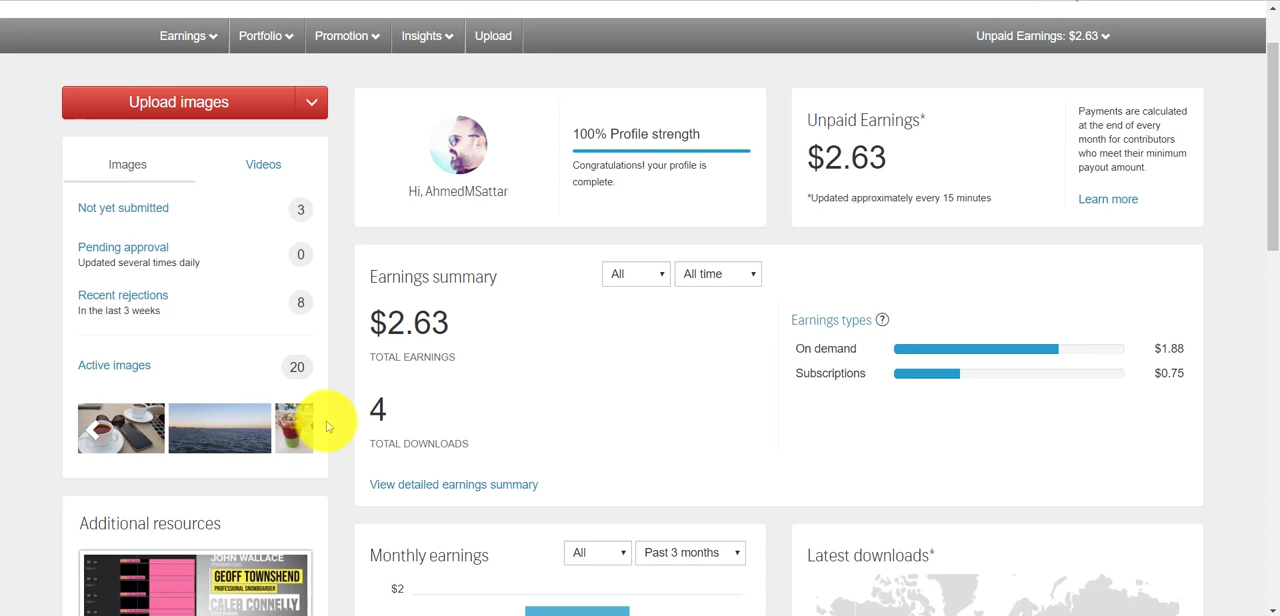 Earnings Portfolio Promotion Insights Upload Unpaid Earnings: $2.63
Upload images
Images Videos
Not yet submitted 3
Pending approval 0
Updated several times daily
Recent rejections 8
In the last 3 weeks
Active images 20
Additional resources
JOHN WALLACE
GEOFF TOWNSHEND
PROFESSIONAL SNOWBOARDER
CALEB CONNELLY
Hi, AhmedMSattar
100% Profile strength
Congratulations! your profile is
complete.
Unpaid Earnings*
$2.63
*Updated approximately every 15 minutes
Payments are calculated
at the end of every
month for contributors
who meet their minimum
payout amount.
Learn more
Earnings summary All All time
$2.63
TOTAL EARNINGS
4
TOTAL DOWNLOADS
View detailed earnings summary
Earnings types ?
On demand $1.88
Subscriptions $0.75
Monthly earnings All Past 3 months
$2
Latest downloads*